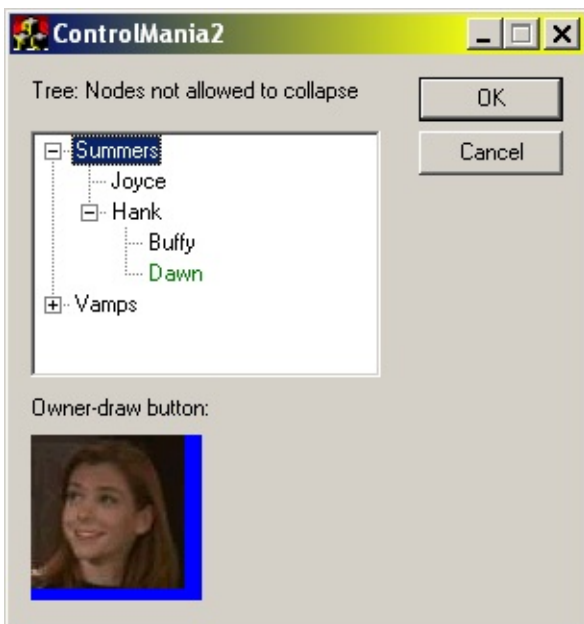 ControlMania2
Tree: Nodes not allowed to collapse
OK
Cancel
Summers
Joyce
Hank
Buffy
Dawn
Vamps
Owner-draw button: